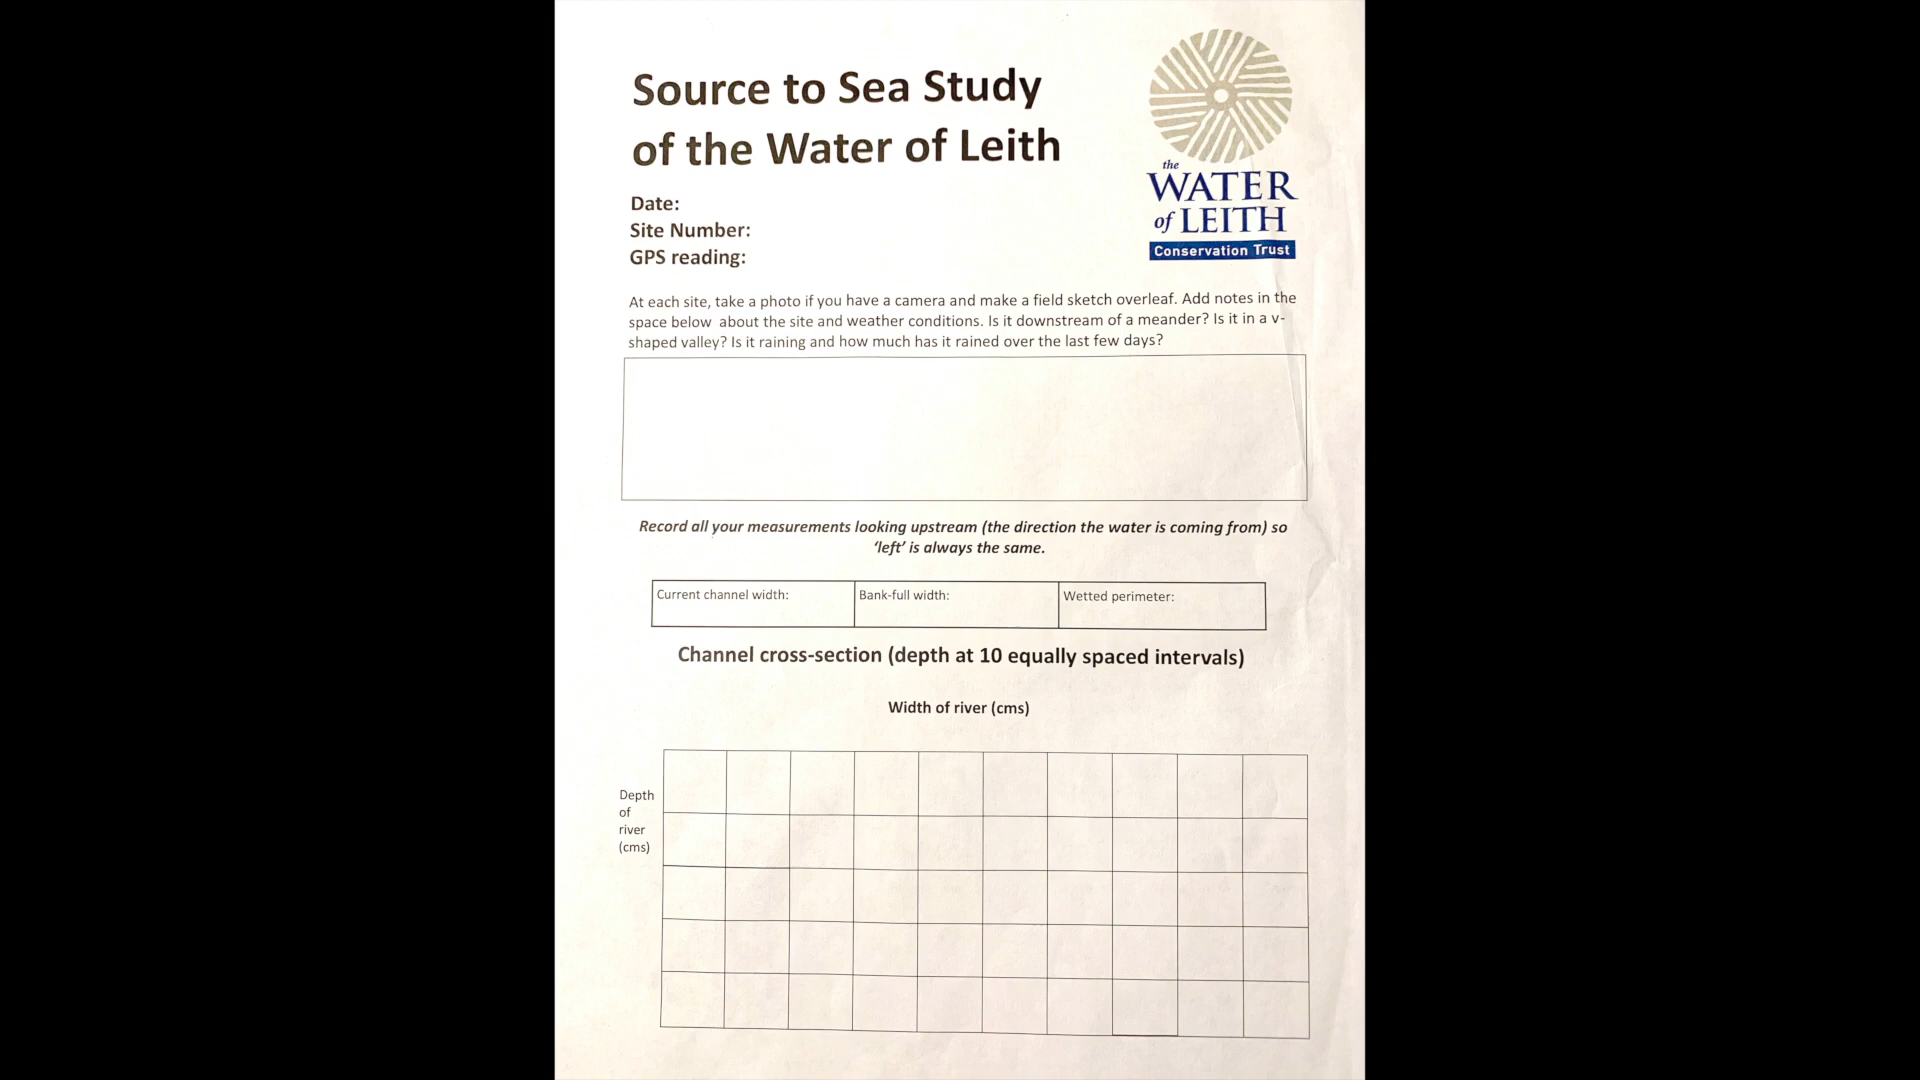 Source to Sea Study
of the Water of Leith
the
WATER
of LEITH
Conservation Trust
Date:
Site Number:
GPS reading:
At each site, take a photo if you have a camera and make a field sketch overleaf. Add notes in the
space below about the site and weather conditions. Is it downstream of a meander? Is it in a v-
shaped valley? Is it raining and how much has it rained over the last few days?
Record all your measurements looking upstream (the direction the water is coming from) so
‘left’ is always the same.
Current channel width:
Bank-full width:
Wetted perimeter:
Channel cross-section (depth at 10 equally spaced intervals)
Width of river (cms)
Depth
of
river
(cms)